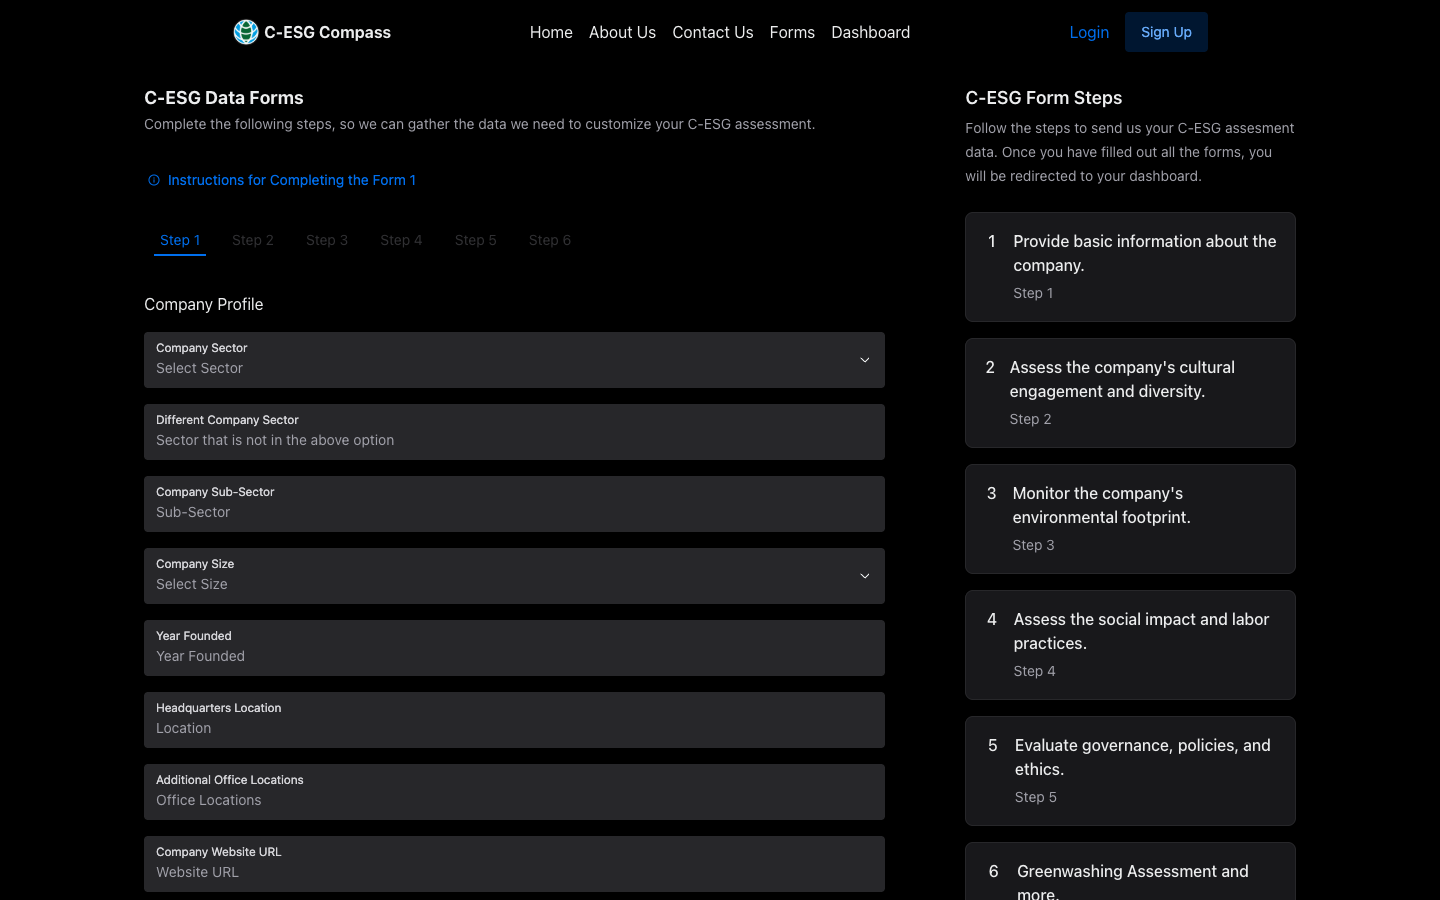 C-ESG Compass
Home About Us Contact Us Forms Dashboard
Login Sign Up
C-ESG Data Forms
Complete the following steps, so we can gather the data we need to customize your C-ESG assessment.
Instructions for Completing the Form 1
Step 1 Step 2 Step 3 Step 4 Step 5 Step 6
Company Profile
Company Sector
Select Sector
Different Company Sector
Sector that is not in the above option
Company Sub-Sector
Sub-Sector
Company Size
Select Size
Year Founded
Year Founded
Headquarters Location
Location
Additional Office Locations
Office Locations
Company Website URL
Website URL
C-ESG Form Steps
Follow the steps to send us your C-ESG assesment
data. Once you have filled out all the forms, you
will be redirected to your dashboard.
1 Provide basic information about the
company.
Step 1
2 Assess the company's cultural
engagement and diversity.
Step 2
3 Monitor the company's
environmental footprint.
Step 3
4 Assess the social impact and labor
practices.
Step 4
5 Evaluate governance, policies, and
ethics.
Step 5
6 Greenwashing Assessment and
more.